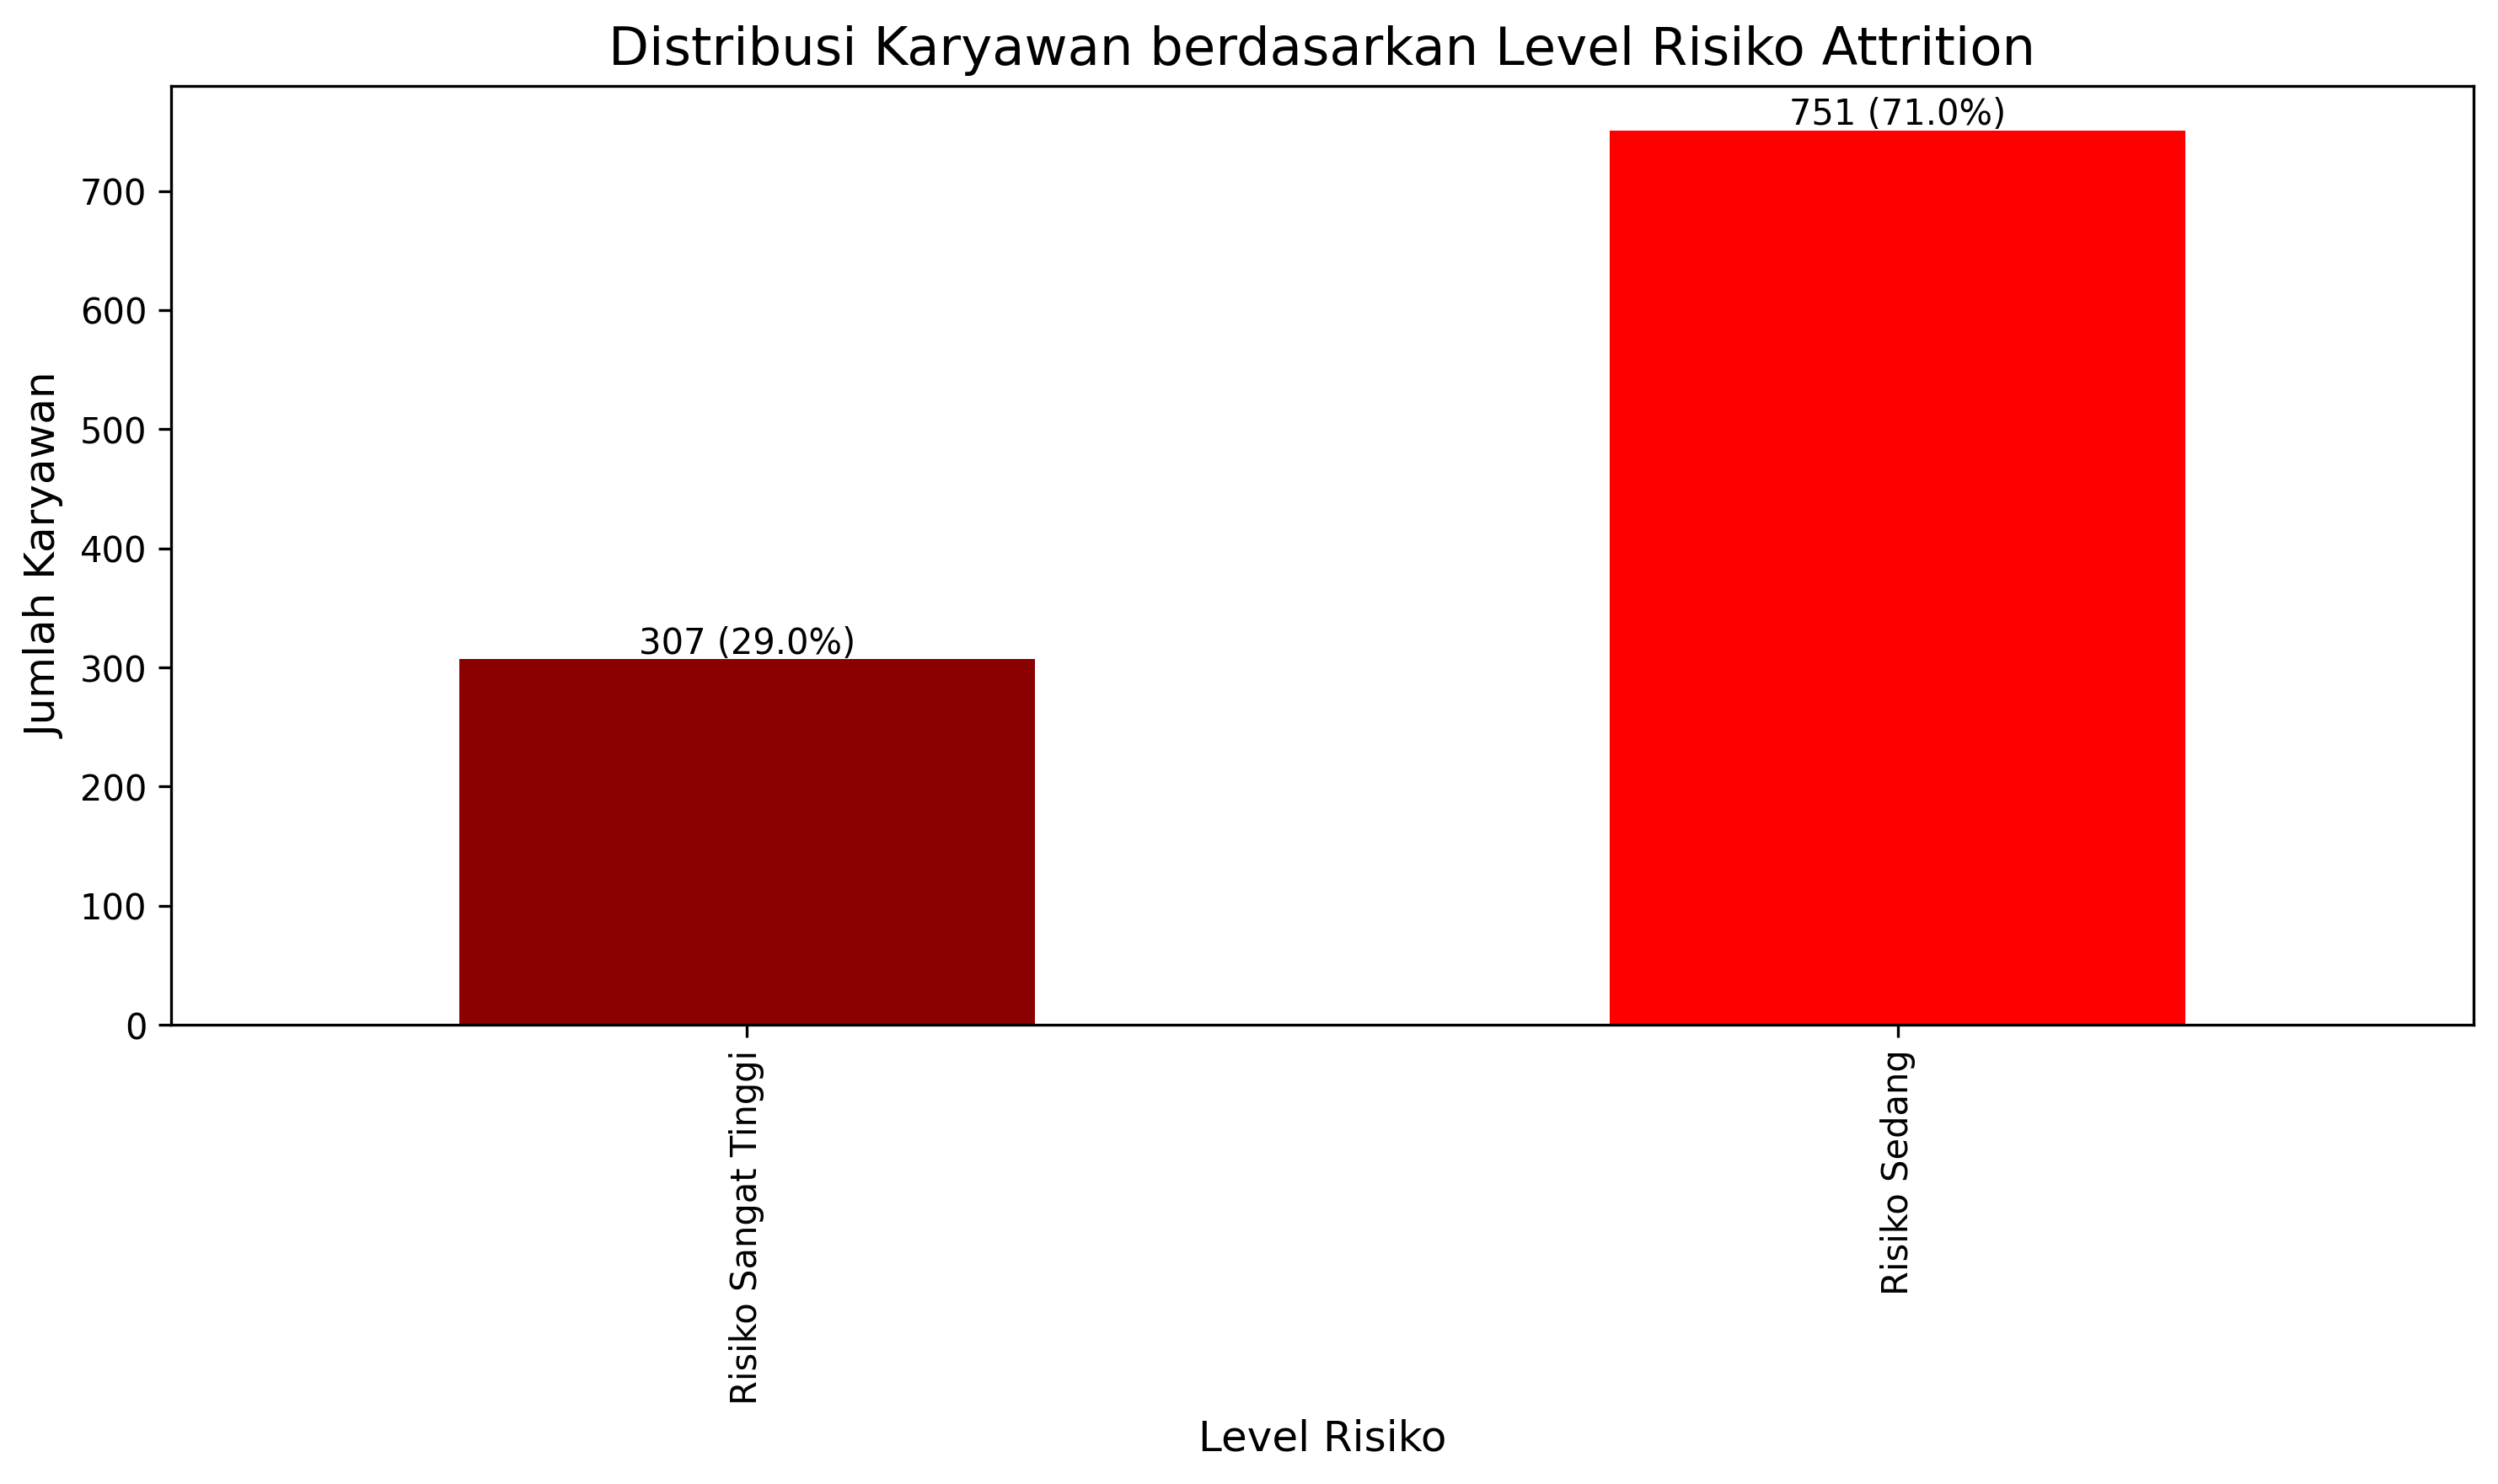 Distribusi Karyawan berdasarkan Level Risiko Attrition
751 (71.0%)
307 (29.0%)
Jumlah Karyawan
700
600
500
400
300
200
100
0
Risiko Sangat Tinggi
Risiko Sedang
Level Risiko